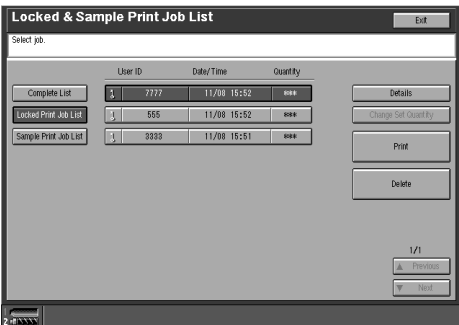 Locked & Sample Print Job List
Exit
Select job.
User ID Date/Time Quantity
Complete List 7777 11/08 15:52 *** Details
Locked Print Job List 555 11/08 15:52 *** Change Set Quantity
Sample Print Job List 3333 11/08 15:51 *** Print
Delete
1/1
▲ Previous
▼ Next
2